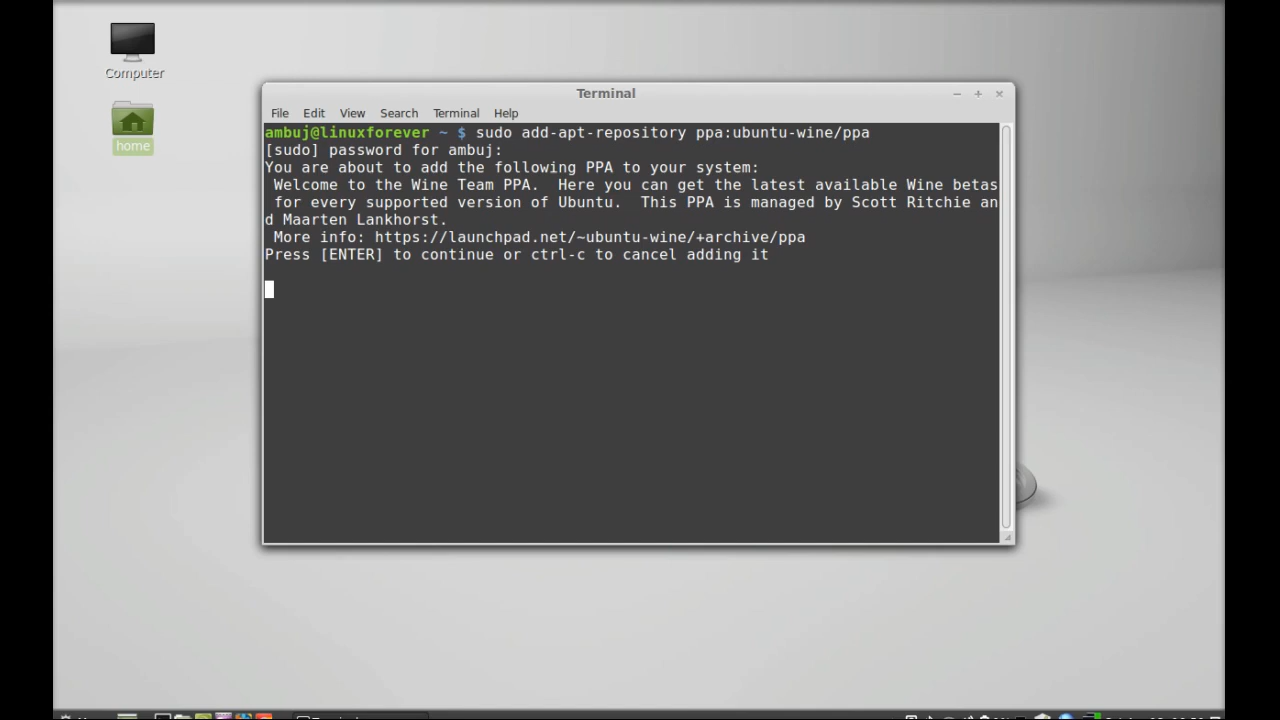 Computer
home
Terminal
File Edit View Search Terminal Help
ambuj@linuxforever ~ $ sudo add-apt-repository ppa:ubuntu-wine/ppa
[sudo] password for ambuj:
You are about to add the following PPA to your system:
 Welcome to the Wine Team PPA.  Here you can get the latest available Wine betas
 for every supported version of Ubuntu.  This PPA is managed by Scott Ritchie an
d Maarten Lankhorst.
 More info: https://launchpad.net/~ubuntu-wine/+archive/ppa
Press [ENTER] to continue or ctrl-c to cancel adding it